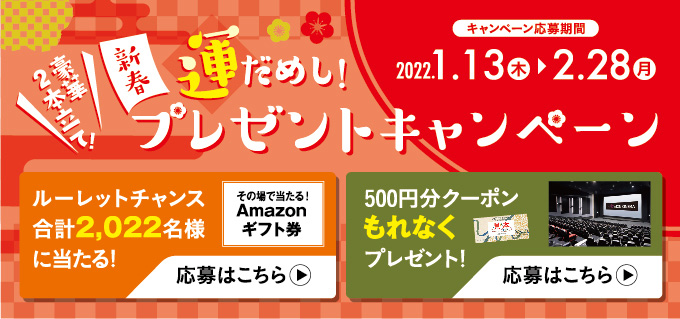 キャンペーン応募期間
2022.1.13木▶2.28月
豪華
2本立て!
新春
運だめし!
プレゼントキャンペーン
ルーレットチャンス
合計2,022名様
に当たる!
その場で当たる!
Amazon
ギフト券
応募はこちら
500円分クーポン
もれなく
プレゼント!
応募はこちら